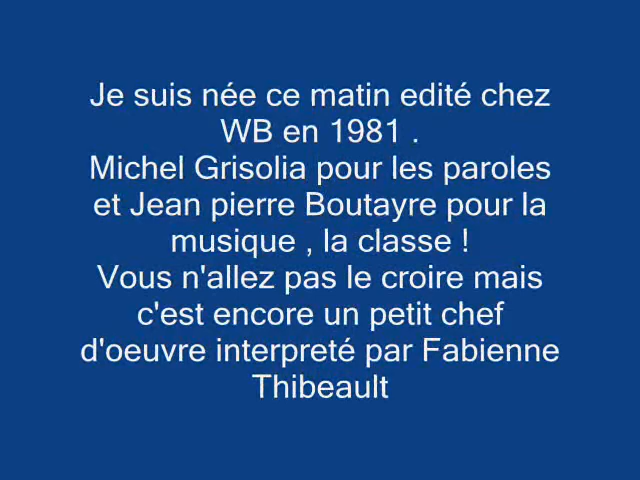 Je suis née ce matin edité chez
WB en 1981 .
Michel Grisolia pour les paroles
et Jean pierre Boutayre pour la
musique , la classe !
Vous n'allez pas le croire mais
c'est encore un petit chef
d'oeuvre interpreté par Fabienne
Thibeault